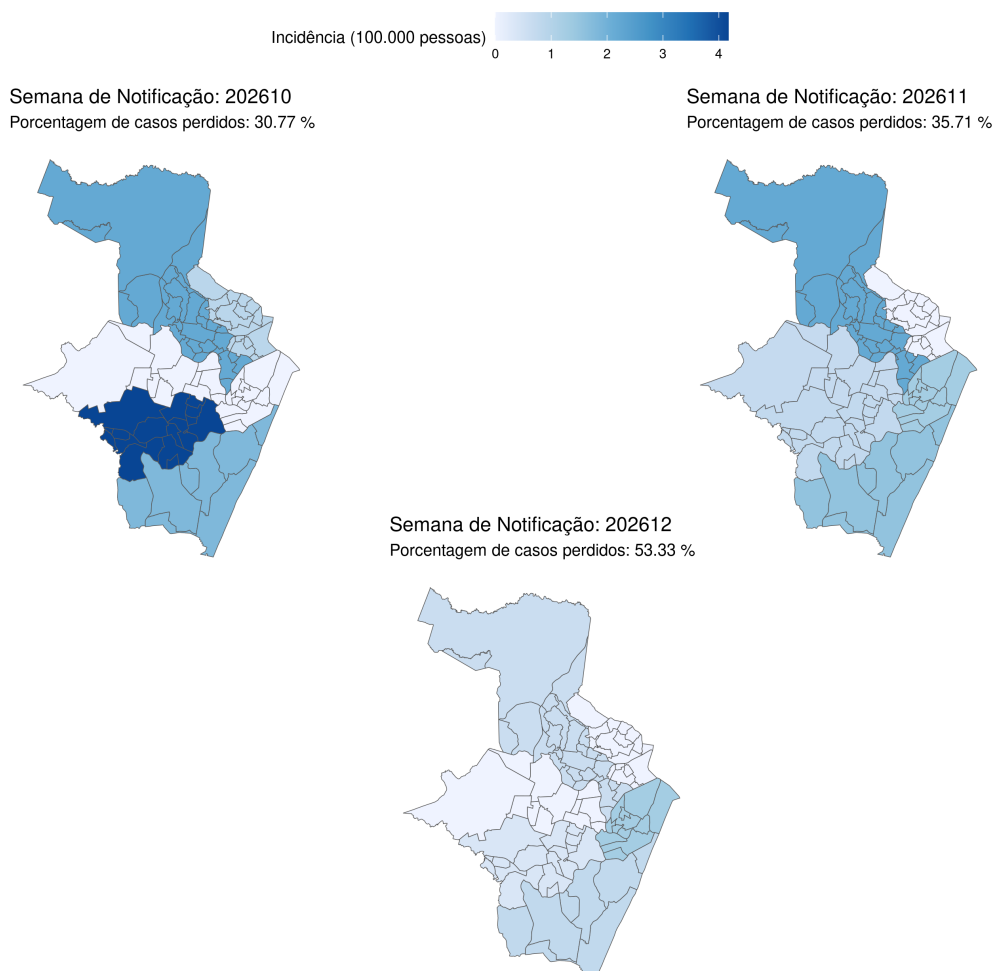 Incidência (100.000 pessoas)
0 1 2 3 4
Semana de Notificação: 202610
Porcentagem de casos perdidos: 30.77 %
Semana de Notificação: 202611
Porcentagem de casos perdidos: 35.71 %
Semana de Notificação: 202612
Porcentagem de casos perdidos: 53.33 %